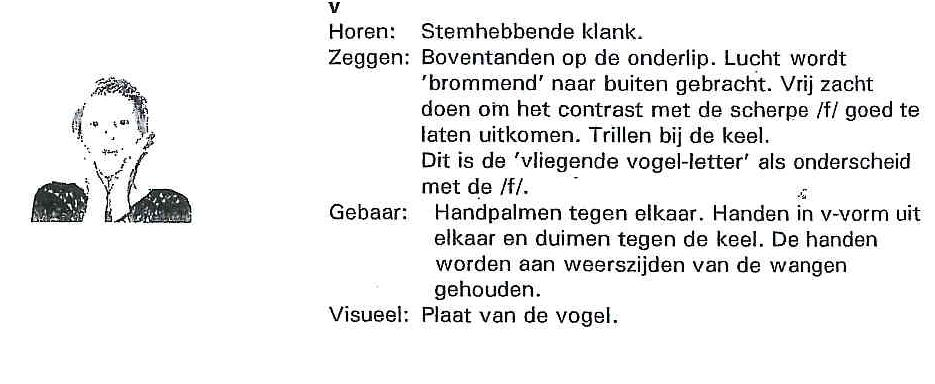 v
Horen: Stemhebbende klank.
Zeggen: Boventanden op de onderlip. Lucht wordt
'brommend' naar buiten gebracht. Vrij zacht
doen om het contrast met de scherpe /f/ goed te
laten uitkomen. Trillen bij de keel.
Dit is de 'vliegende vogel-letter' als onderscheid
met de /f/.
Gebaar: Handpalmen tegen elkaar. Handen in v-vorm uit
elkaar en duimen tegen de keel. De handen
worden aan weerszijden van de wangen
gehouden.
Visueel: Plaat van de vogel.